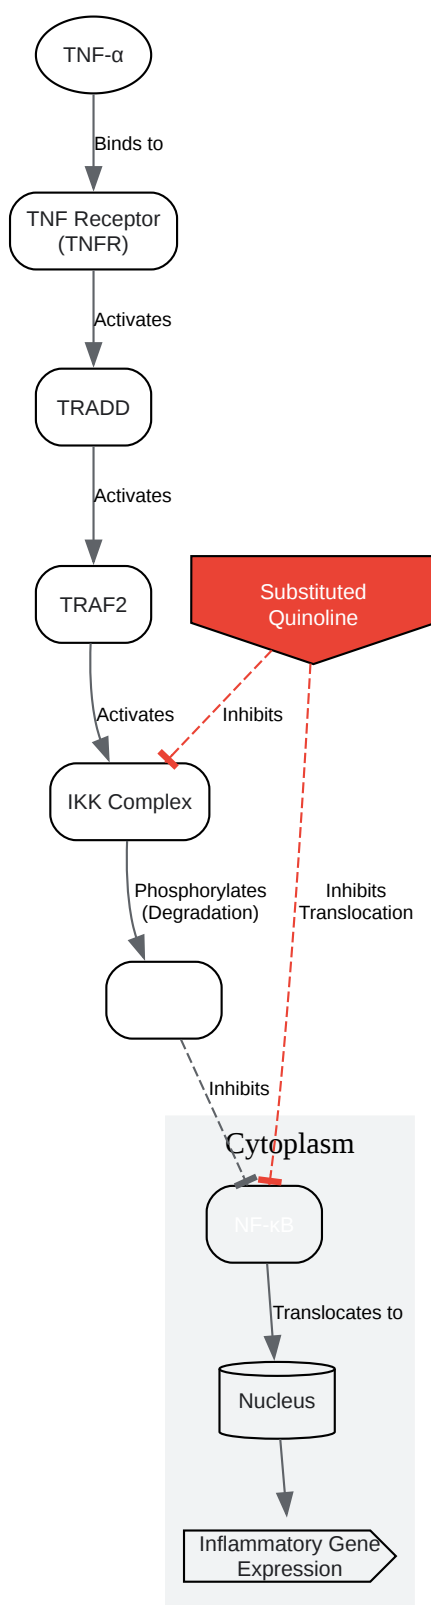 TNF-α
Binds to
TNF Receptor
(TNFR)
Activates
TRADD
Activates
TRAF2
Substituted
Quinoline
Activates
Inhibits
IKK Complex
Phosphorylates
(Degradation)
Inhibits
Translocation
Inhibits
Cytoplasm
NF-κB
Translocates to
Nucleus
Inflammatory Gene
Expression